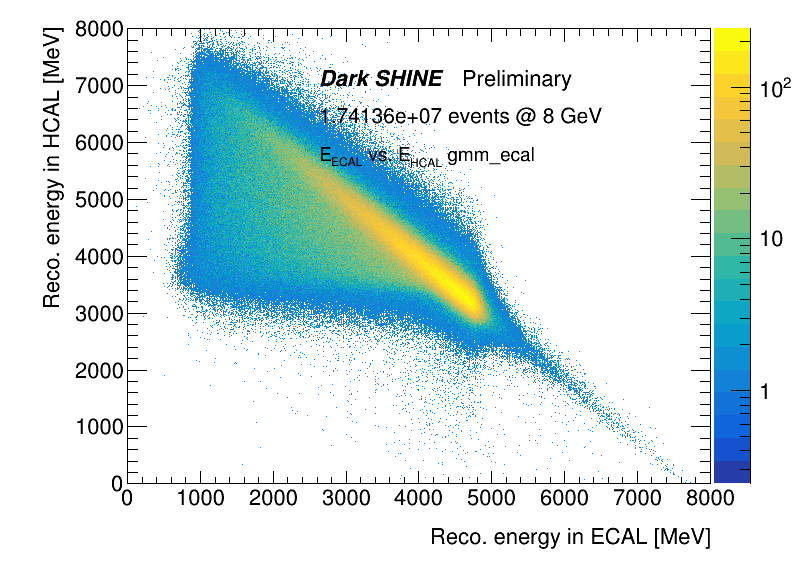 Dark SHINE Preliminary
1.74136e+07 events @ 8 GeV
E_ECAL vs. E_HCAL gmm_ecal
Reco. energy in HCAL [MeV]
8000
7000
6000
5000
4000
3000
2000
1000
0
0 1000 2000 3000 4000 5000 6000 7000 8000
Reco. energy in ECAL [MeV]
10²
10
1